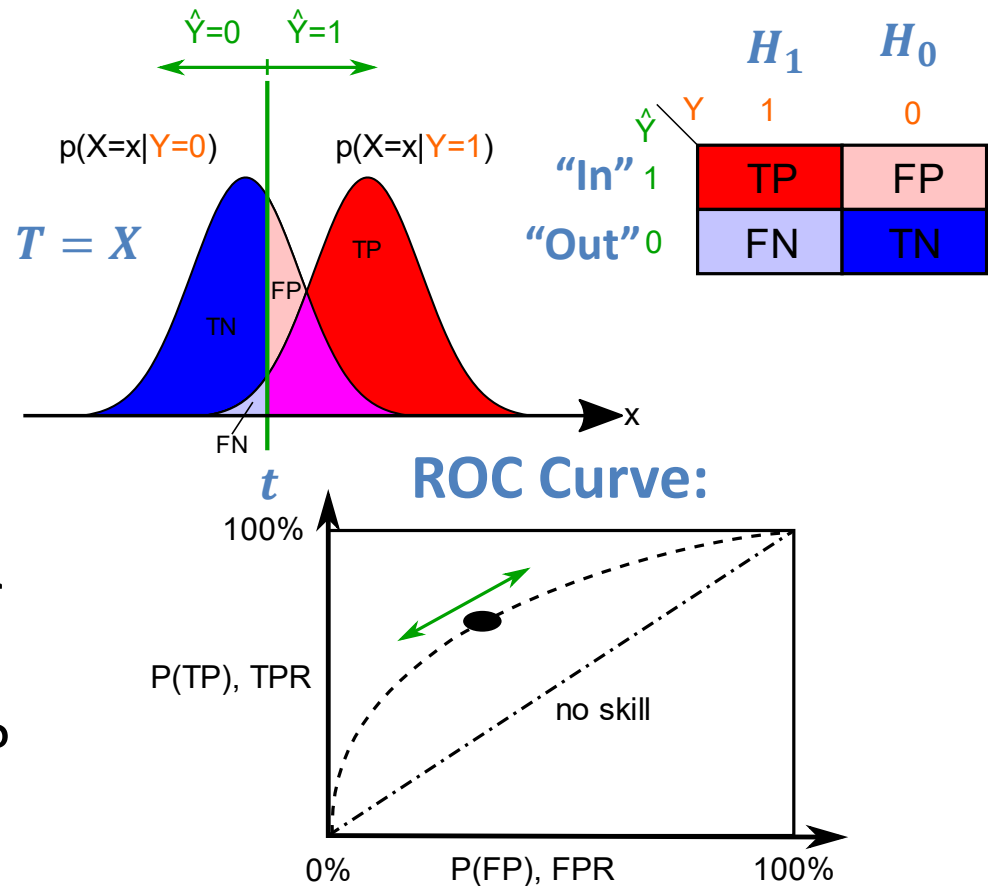 Ŷ=0 Ŷ=1
p(X=x|Y=0) p(X=x|Y=1)
T = X
TN
FP
TP
FN
x
t
H₁ H₀
Y 1 0
Ŷ
“In” 1 TP FP
“Out” 0 FN TN
ROC Curve:
100%
P(TP), TPR
no skill
0% P(FP), FPR 100%